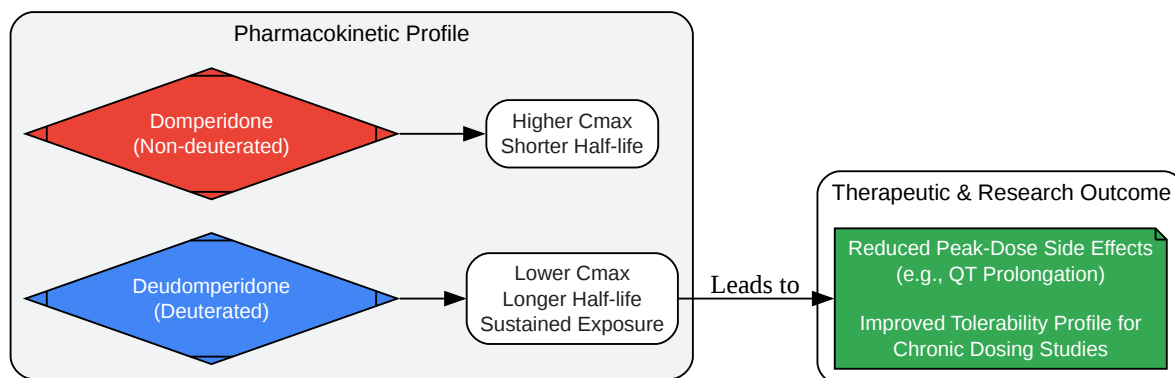 Pharmacokinetic Profile
Domperidone
(Non-deuterated)
Higher Cmax
Shorter Half-life
Deudomperidone
(Deuterated)
Lower Cmax
Longer Half-life
Sustained Exposure
Leads to
Therapeutic & Research Outcome
Reduced Peak-Dose Side Effects
(e.g., QT Prolongation)
Improved Tolerability Profile for
Chronic Dosing Studies